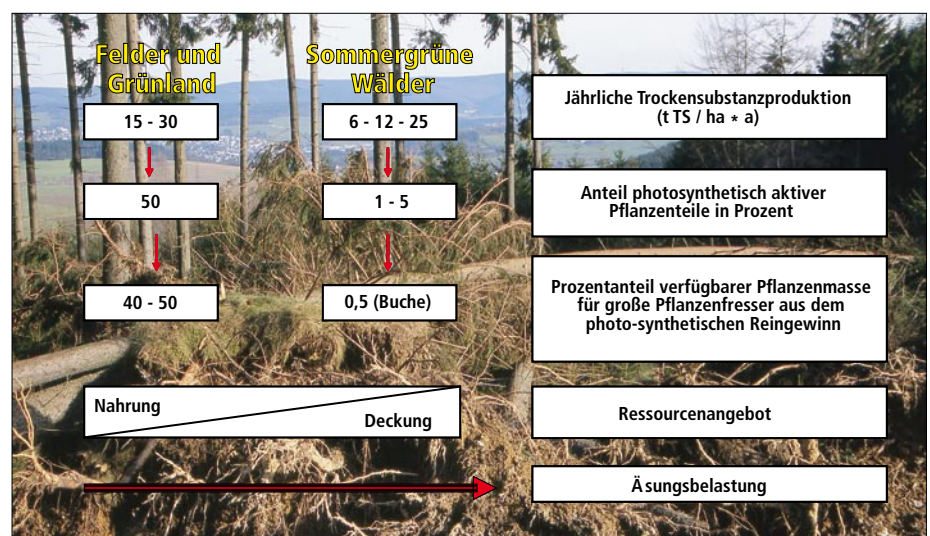 Felder und
Grünland
Sommergrüne
Wälder
15 - 30
6 - 12 - 25
Jährliche Trockensubstanzproduktion
(t TS / ha * a)
50
1 - 5
Anteil photosynthetisch aktiver
Pflanzenteile in Prozent
40 - 50
0,5 (Buche)
Prozentanteil verfügbarer Pflanzenmasse
für große Pflanzenfresser aus dem
photo-synthetischen Reingewinn
Nahrung
Deckung
Ressourcenangebot
Äsungsbelastung